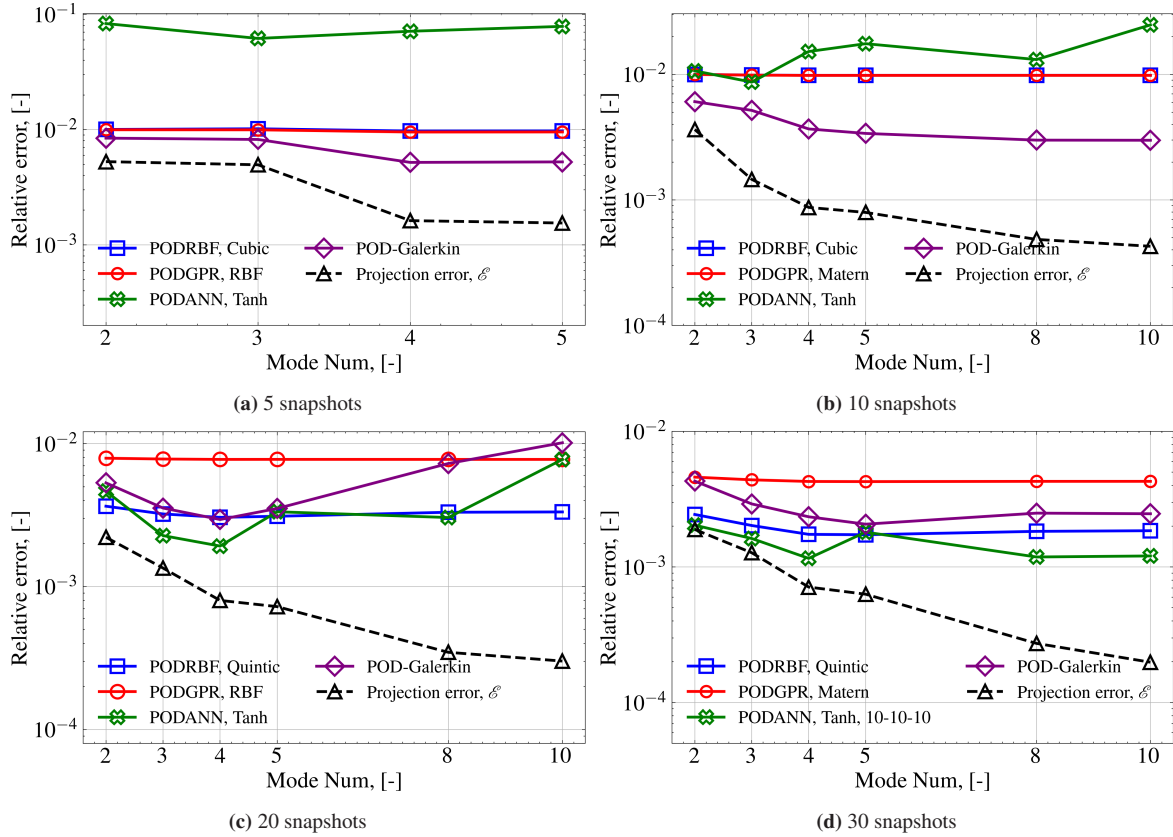 10⁻¹
10⁻²
10⁻³
Relative error, [-]
PODRBF, Cubic
PODGPR, RBF
PODANN, Tanh
POD-Galerkin
Projection error, ℰ
2 3 4 5
Mode Num, [-]
(a) 5 snapshots
10⁻²
10⁻³
10⁻⁴
Relative error, [-]
PODRBF, Cubic
PODGPR, Matern
PODANN, Tanh
POD-Galerkin
Projection error, ℰ
2 3 4 5 8 10
Mode Num, [-]
(b) 10 snapshots
10⁻²
10⁻³
10⁻⁴
Relative error, [-]
PODRBF, Quintic
PODGPR, RBF
PODANN, Tanh
POD-Galerkin
Projection error, ℰ
2 3 4 5 8 10
Mode Num, [-]
(c) 20 snapshots
10⁻²
10⁻³
10⁻⁴
Relative error, [-]
PODRBF, Quintic
PODGPR, Matern
PODANN, Tanh, 10-10-10
POD-Galerkin
Projection error, ℰ
2 3 4 5 8 10
Mode Num, [-]
(d) 30 snapshots